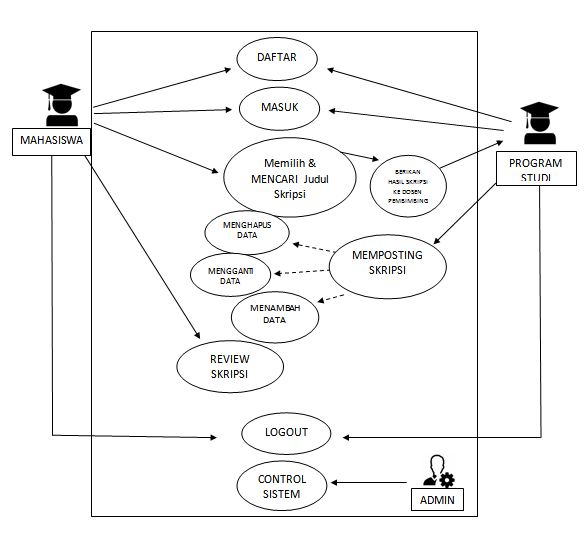 DAFTAR
MASUK
MAHASISWA
Memilih &
MENCARI Judul
Skripsi
BERIKAN
HASIL SKRIPSI
KE DOSEN
PEMBIMBING
PROGRAM
STUDI
MENGHAPUS
DATA
MEMPOSTING
SKRIPSI
MENGGANTI
DATA
MENAMBAH
DATA
REVIEW
SKRIPSI
LOGOUT
CONTROL
SISTEM
ADMIN